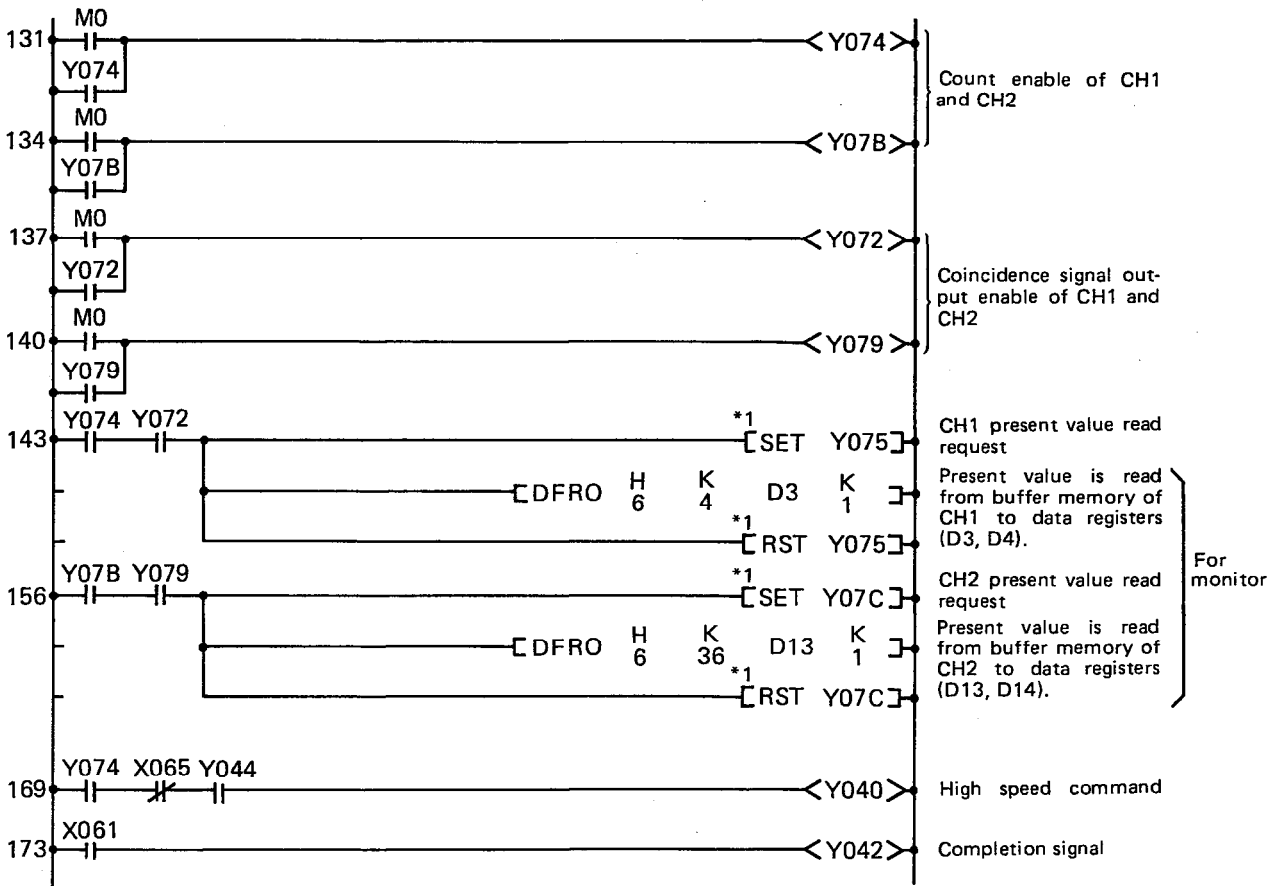 M0
131 Y074
Y074
Count enable of CH1
and CH2
M0
134 Y07B
Y07B
M0
137 Y072
Y072
Coincidence signal out-
put enable of CH1 and
CH2
M0
140 Y079
Y079
Y074 Y072
143 *1 SET Y075
CH1 present value read
request
DFRO H 6 K 4 D3 K 1
Present value is read
from buffer memory of
CH1 to data registers
(D3, D4).
*1 RST Y075
For
monitor
Y07B Y079
156 *1 SET Y07C
CH2 present value read
request
DFRO H 6 K 36 D13 K 1
Present value is read
from buffer memory of
CH2 to data registers
(D13, D14).
*1 RST Y07C
Y074 X065 Y044
169 Y040 High speed command
X061
173 Y042 Completion signal